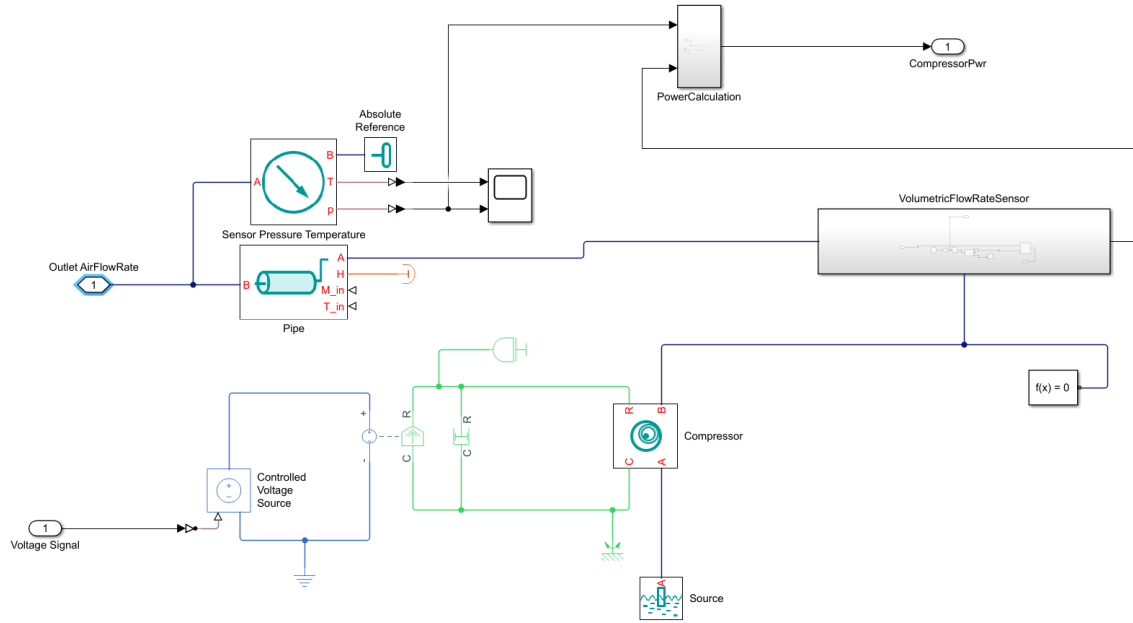 1
CompressorPwr
PowerCalculation
Absolute
Reference
B
A
T
p
Sensor Pressure Temperature
VolumetricFlowRateSensor
Outlet AirFlowRate
1
A
H
B
M_in
T_in
Pipe
f(x) = 0
R
R
R
B
+
-
C
C
C
A
Compressor
+
−
Controlled
Voltage
Source
1
Voltage Signal
A
Source